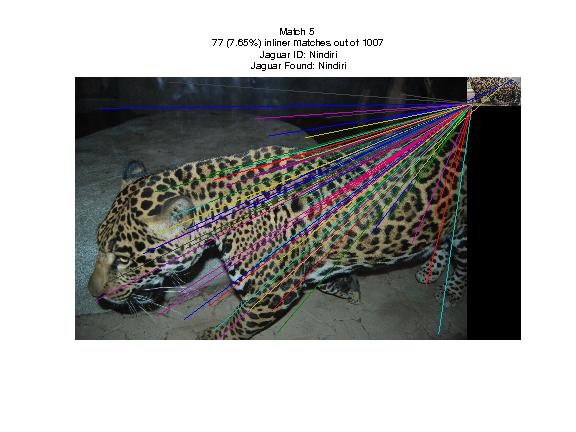 Match 5
77 (7.65%) inliner matches out of 1007
Jaguar ID: Nindiri
Jaguar Found: Nindiri